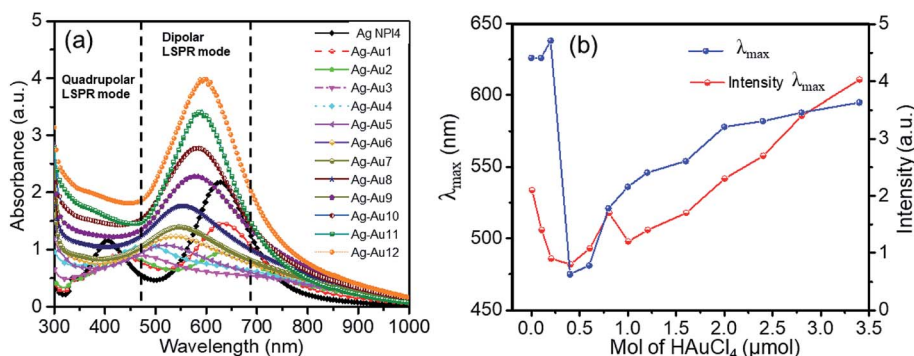 (a)
Quadrupolar
LSPR mode
Dipolar
LSPR mode
Ag NPI4
Ag-Au1
Ag-Au2
Ag-Au3
Ag-Au4
Ag-Au5
Ag-Au6
Ag-Au7
Ag-Au8
Ag-Au9
Ag-Au10
Ag-Au11
Ag-Au12
Absorbance (a.u.)
5
4
3
2
1
0
300 400 500 600 700 800 900 1000
Wavelength (nm)
(b)
λmax
Intensity λmax
λmax (nm)
650
600
550
500
450
Intensity (a.u.)
5
4
3
2
1
0
0.0 0.5 1.0 1.5 2.0 2.5 3.0 3.5
Mol of HAuCl4 (μmol)